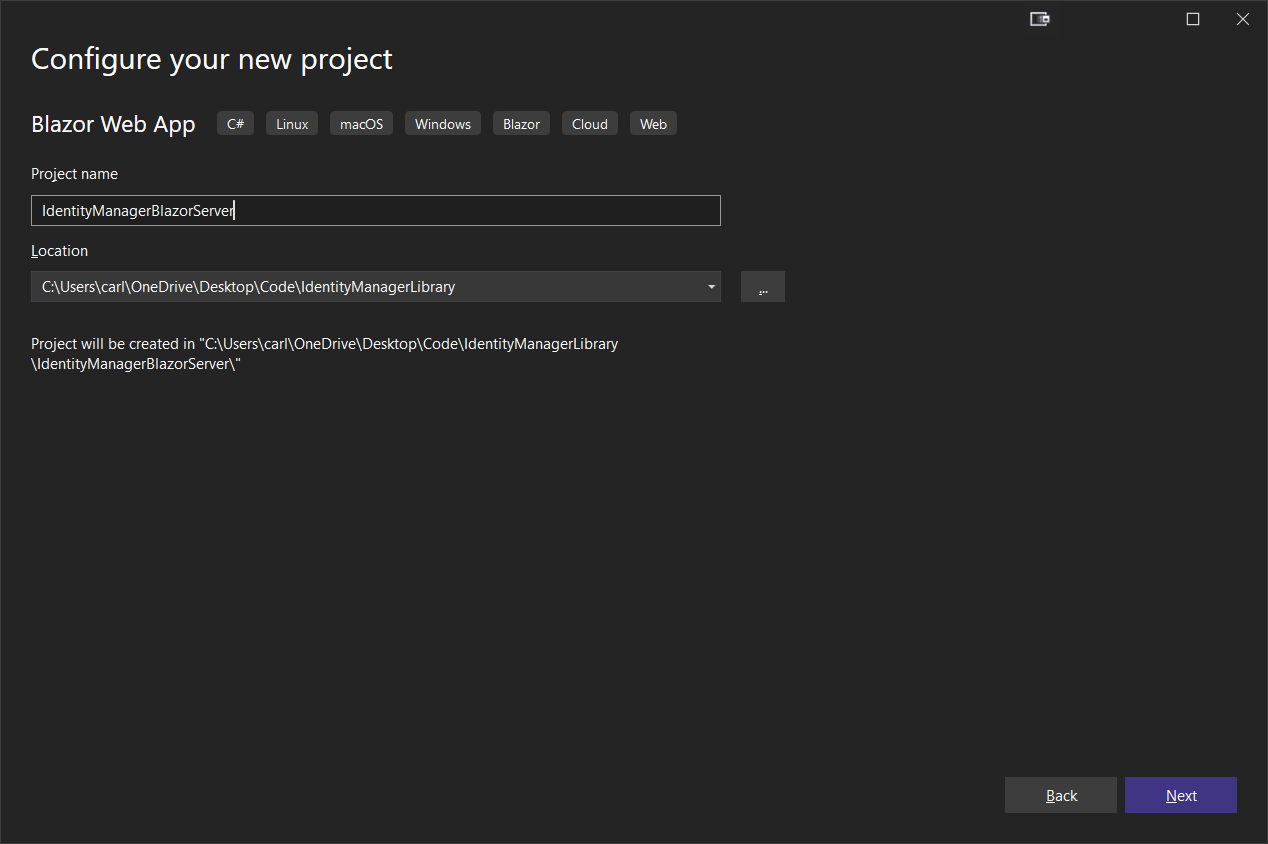 Configure your new project
Blazor Web App C# Linux macOS Windows Blazor Cloud Web
Project name
IdentityManagerBlazorServer
Location
C:\Users\carl\OneDrive\Desktop\Code\IdentityManagerLibrary ...
Project will be created in "C:\Users\carl\OneDrive\Desktop\Code\IdentityManagerLibrary
\IdentityManagerBlazorServer\"
Back Next